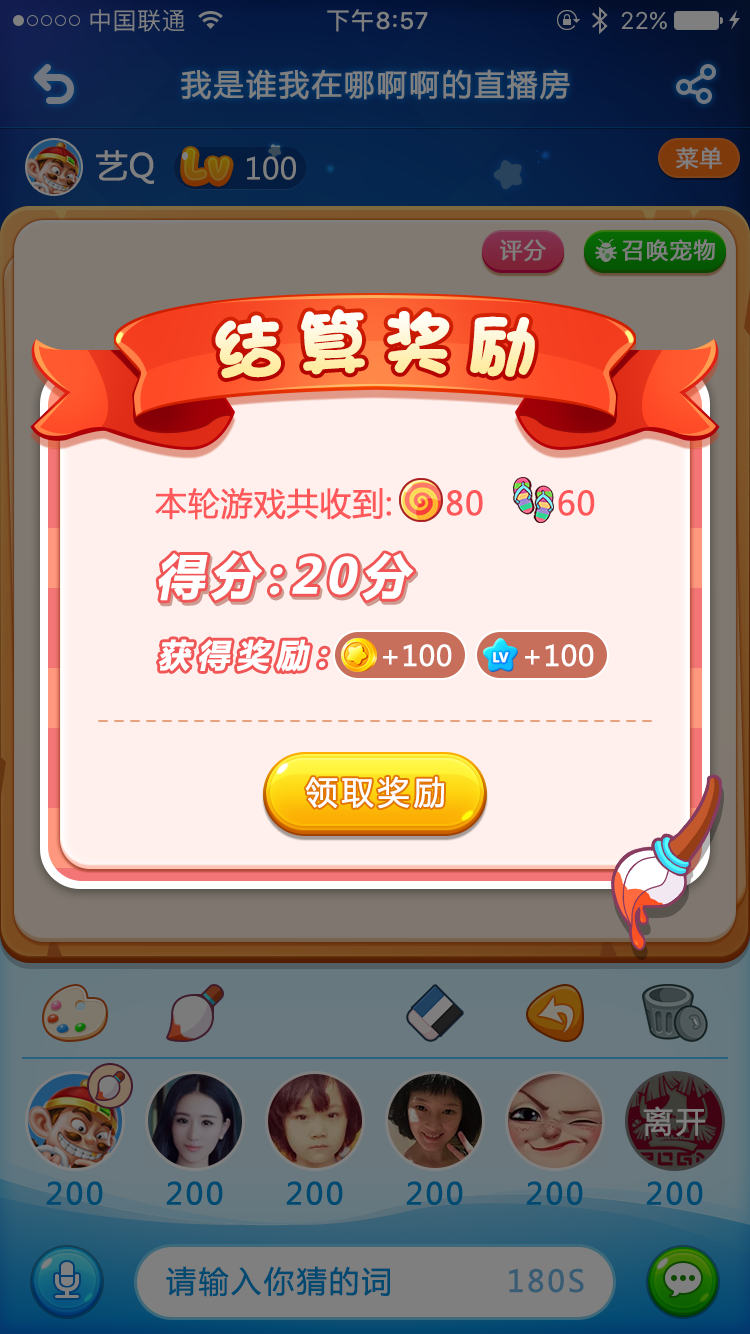 中国联通 下午8:57 22%
我是谁我在哪啊啊的直播房
艺Q LV 100 菜单
评分 召唤宠物
结算奖励
本轮游戏共收到: 80 60
得分:20分
获得奖励: +100 LV +100
领取奖励
离开
200 200 200 200 200 200
请输入你猜的词 180S